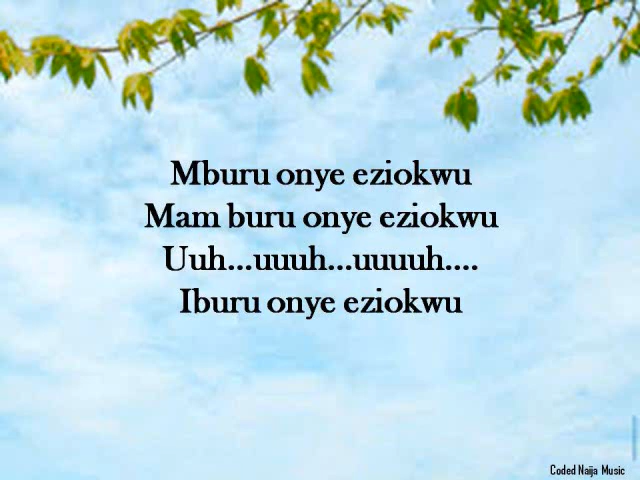 Mburu onye eziokwu
Mam buru onye eziokwu
Uuh...uuuh...uuuuh....
Iburu onye eziokwu
Coded Naija Music